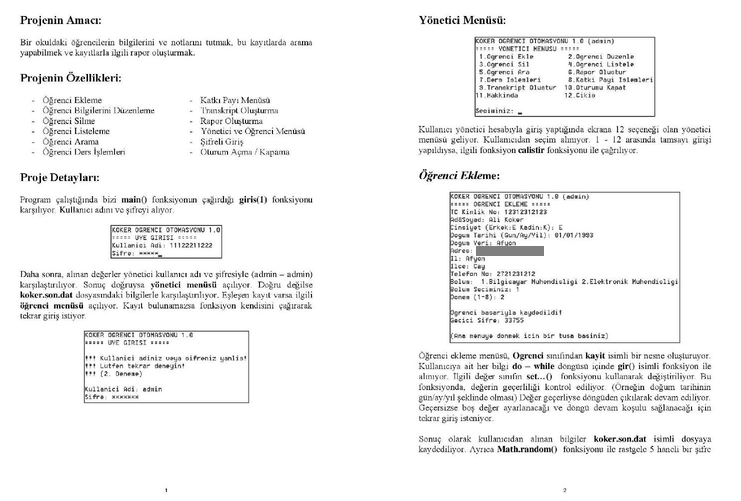 Projenin Amacı:
Bir okuldaki öğrencilerin bilgilerini ve notlarını tutmak, bu kayıtlarda arama
yapabilmek ve kayıtlarla ilgili rapor oluşturmak.
Projenin Özellikleri:
- Öğrenci Ekleme
- Öğrenci Bilgilerini Düzenleme
- Öğrenci Silme
- Öğrenci Listeleme
- Öğrenci Arama
- Öğrenci Ders İşlemleri
- Katkı Payı Menüsü
- Transkript Oluşturma
- Rapor Oluşturma
- Yönetici ve Öğrenci Menüsü
- Şifreli Giriş
- Oturum Açma / Kapama
Proje Detayları:
Program çalıştığında bizi main() fonksiyonun çağırdığı giris(1) fonksiyonu
karşılıyor. Kullanıcı adını ve şifreyi alıyor.
KOKER OGRENCI OTOMASYONU 1.0
===== UYE GIRISI =====
Kullanici Adi: 11122211222
Sifre: *****_
Daha sonra, alınan değerler yönetici kullanıcı adı ve şifresiyle (admin – admin)
karşılaştırılıyor. Sonuç doğruysa yönetici menüsü açılıyor. Doğru değilse
koker.son.dat dosyasındaki bilgilerle karşılaştırılıyor. Eşleşen kayıt varsa ilgili
öğrenci menüsü açılıyor. Kayıt bulunamazsa fonksiyon kendisini çağırarak
tekrar giriş istiyor.
KOKER OGRENCI OTOMASYONU 1.0
===== UYE GIRISI =====
!!! Kullanici adiniz veya sifreniz yanlis!
!!! Lutfen tekrar deneyin!
!!! (2. Deneme)
Kullanici Adi: admin
Sifre: *******
1
Yönetici Menüsü:
KOKER OGRENCI OTOMASYONU 1.0 (admin)
===== YONETICI MENUSU =====
1.Ogrenci Ekle 2.Ogrenci Duzenle
3.Ogrenci Sil 4.Ogrenci Listele
5.Ogrenci Ara 6.Rapor Olustur
7.Ders Islemleri 8.Katki Payi Islemleri
9.Transkript Olustur 10.Oturumu Kapat
11.Hakkinda 12.Cikis
Seciminiz: _
Kullanıcı yönetici hesabıyla giriş yaptığında ekrana 12 seçeneği olan yönetici
menüsü geliyor. Kullanıcıdan seçim alınıyor. 1 - 12 arasında tamsayı girişi
yapıldıysa, ilgili fonksiyon calistir fonksiyonu ile çağrılıyor.
Öğrenci Ekleme:
KOKER OGRENCI OTOMASYONU 1.0 (admin)
===== OGRENCI EKLEME =====
TC Kinlik No: 12312312123
Ad&Soyad: Ali Koker
Cinsiyet (Erkek:E Kadin:K): E
Dogum Tarihi (Gun/Ay/Yil): 01/01/1993
Dogum Yeri: Afyon
Adres:
Il: Afyon
Ilce: Cay
Telefon No: 2721231212
Bolum: 1.Bilgisayar Muhendisligi 2.Elektronik Muhendisligi
Bolum Seciminiz: 1
Donem (1-8): 2
Ogrenci basariyla kaydedildi!
Gecici Sifre: 33755
(Ana menuye donmek icin bir tusa basiniz)
Öğrenci ekleme menüsü, Ogrenci sınıfından kayit isimli bir nesne oluşturuyor.
Kullanıcıya ait her bilgi do – while döngüsü içinde gir() isimli fonksiyon ile
alınıyor. İlgili değer sınıfın set…() fonksiyonu kullanarak değiştiriliyor. Bu
fonksiyonda, değerin geçerliliği kontrol ediliyor. (Örneğin doğum tarihinin
gün/ay/yıl şeklinde olması) Değer geçerliyse döngüden çıkılarak devam ediliyor.
Geçersizse boş değer ayarlanacağı ve döngü devam koşulu sağlanacağı için
tekrar giriş isteniyor.
Sonuç olarak kullanıcıdan alınan bilgiler koker.son.dat isimli dosyaya
kaydediliyor. Ayrıca Math.random() fonksiyonu ile rastgele 5 haneli bir şifre
2